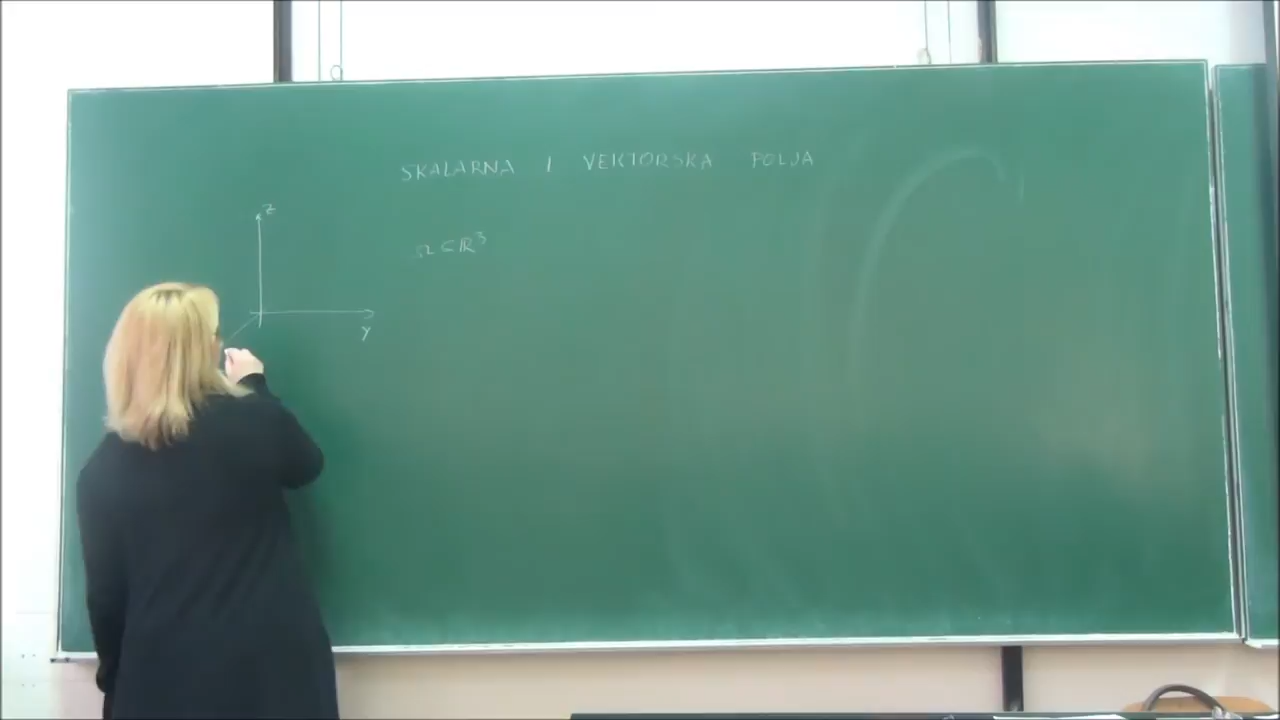 SKALARNA I VEKTORSKA POLJA
z
Ω ⊆ ℝ³
y